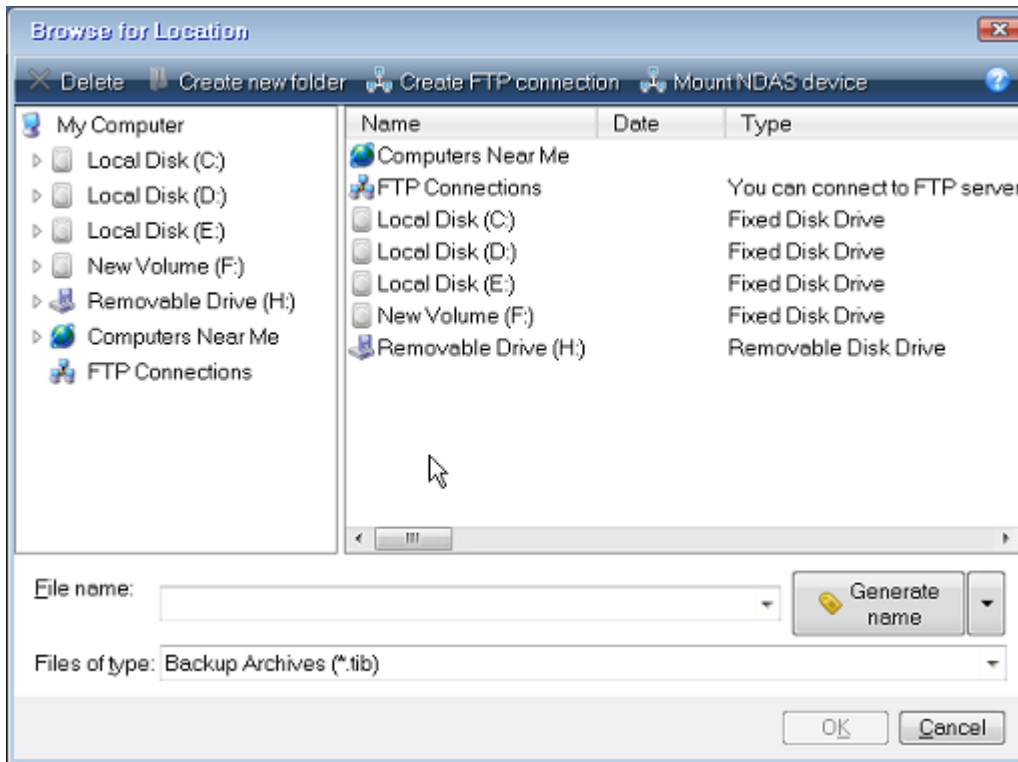 Browse for Location
Delete Create new folder Create FTP connection Mount NDAS device
My Computer
Local Disk (C:)
Local Disk (D:)
Local Disk (E:)
New Volume (F:)
Removable Drive (H:)
Computers Near Me
FTP Connections
Name Date Type
Computers Near Me
FTP Connections You can connect to FTP server
Local Disk (C:) Fixed Disk Drive
Local Disk (D:) Fixed Disk Drive
Local Disk (E:) Fixed Disk Drive
New Volume (F:) Fixed Disk Drive
Removable Drive (H:) Removable Disk Drive
File name:
Generate
name
Files of type: Backup Archives (*.tib)
OK Cancel